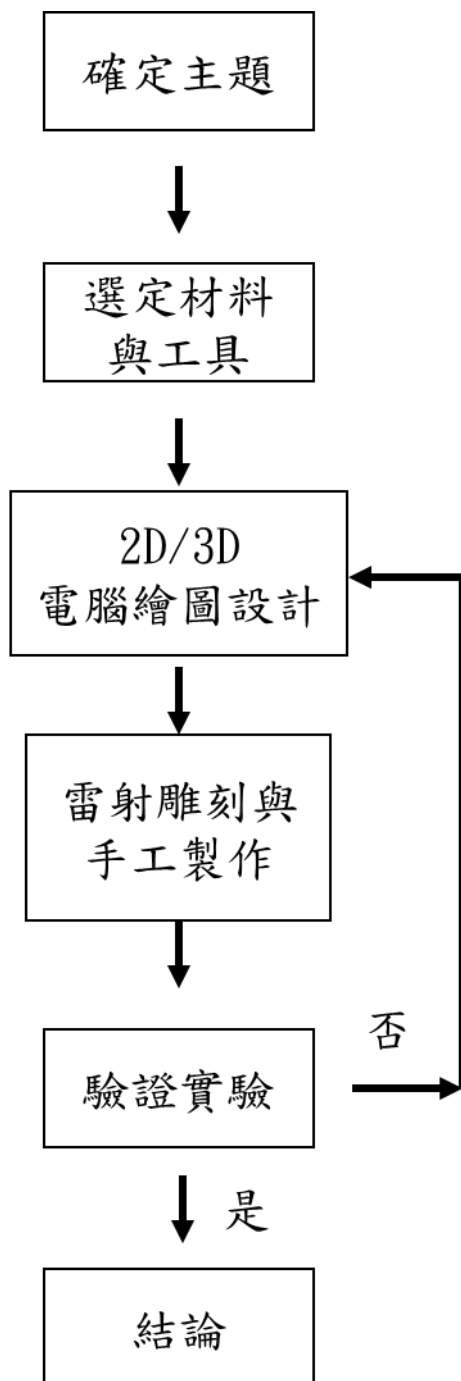 確定主題
選定材料
與工具
2D/3D
電腦繪圖設計
雷射雕刻與
手工製作
否
驗證實驗
是
結論